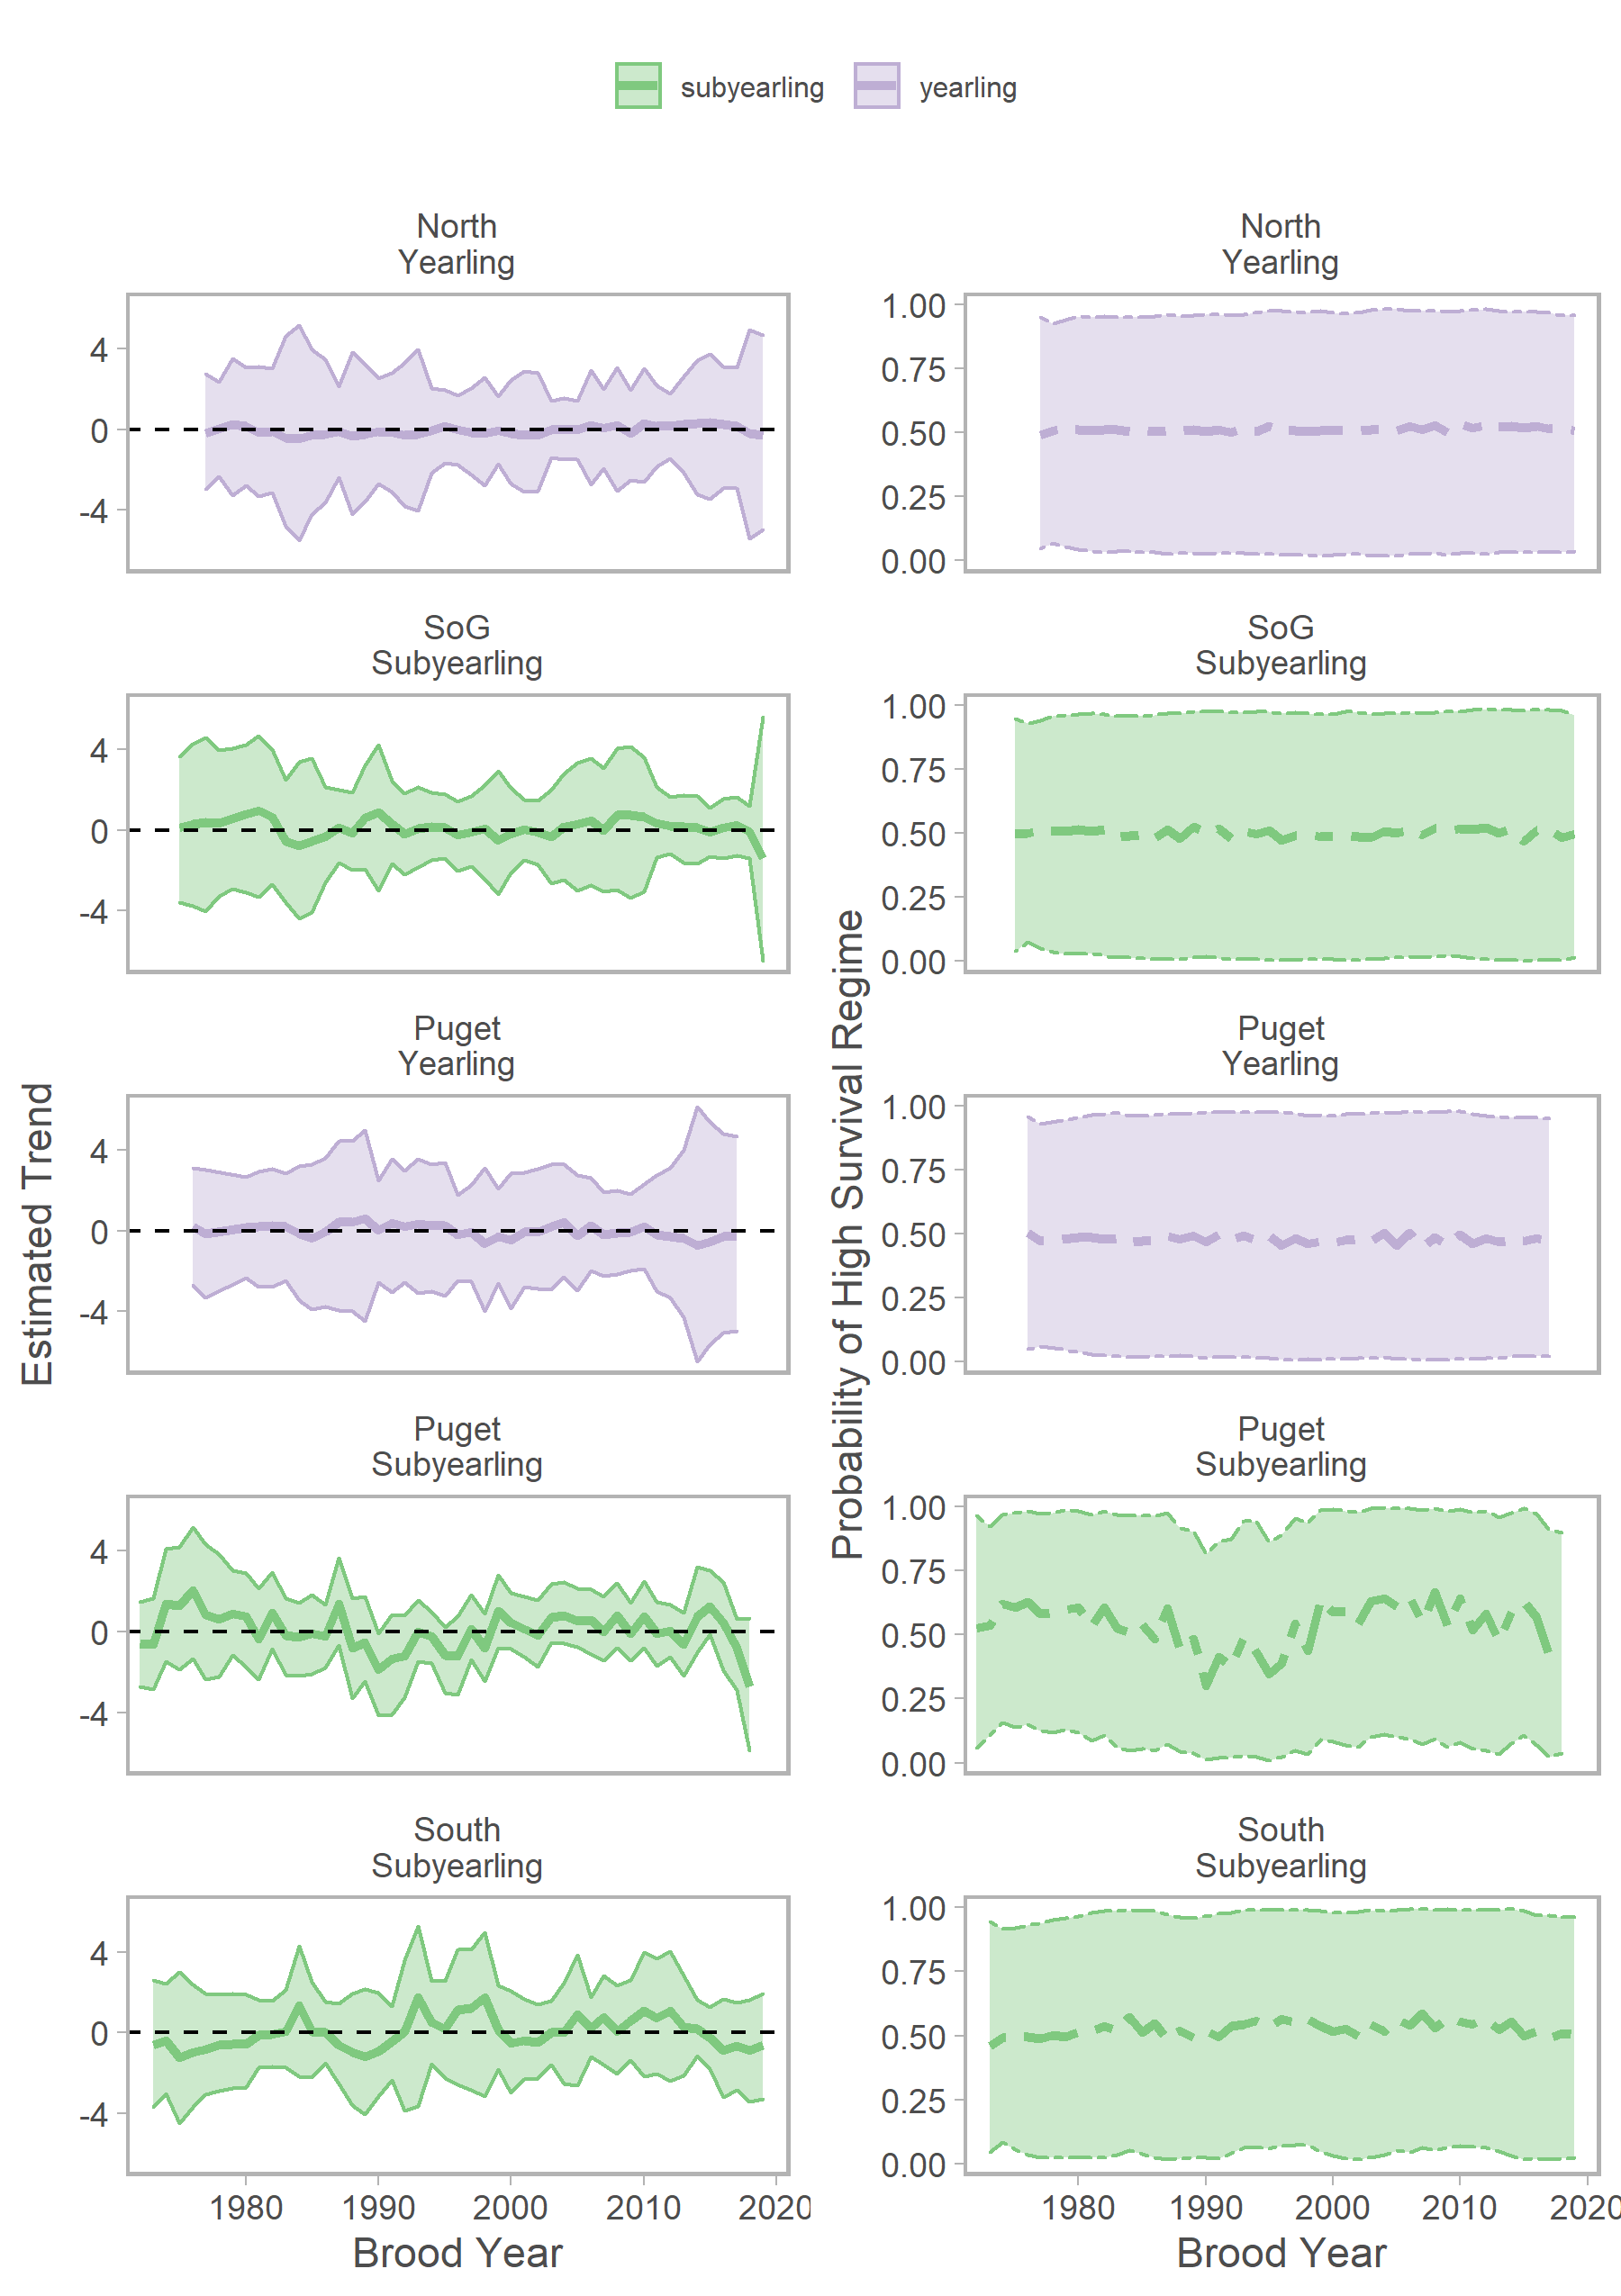 subyearling
yearling
North
Yearling
North
Yearling
4
0
-4
1.00
0.75
0.50
0.25
0.00
SoG
Subyearling
SoG
Subyearling
4
0
-4
1.00
0.75
0.50
0.25
0.00
Puget
Yearling
Puget
Yearling
4
0
-4
1.00
0.75
0.50
0.25
0.00
Estimated Trend
Probability of High Survival Regime
Puget
Subyearling
Puget
Subyearling
4
0
-4
1.00
0.75
0.50
0.25
0.00
South
Subyearling
South
Subyearling
4
0
-4
1.00
0.75
0.50
0.25
0.00
1980 1990 2000 2010 2020
1980 1990 2000 2010 2020
Brood Year
Brood Year